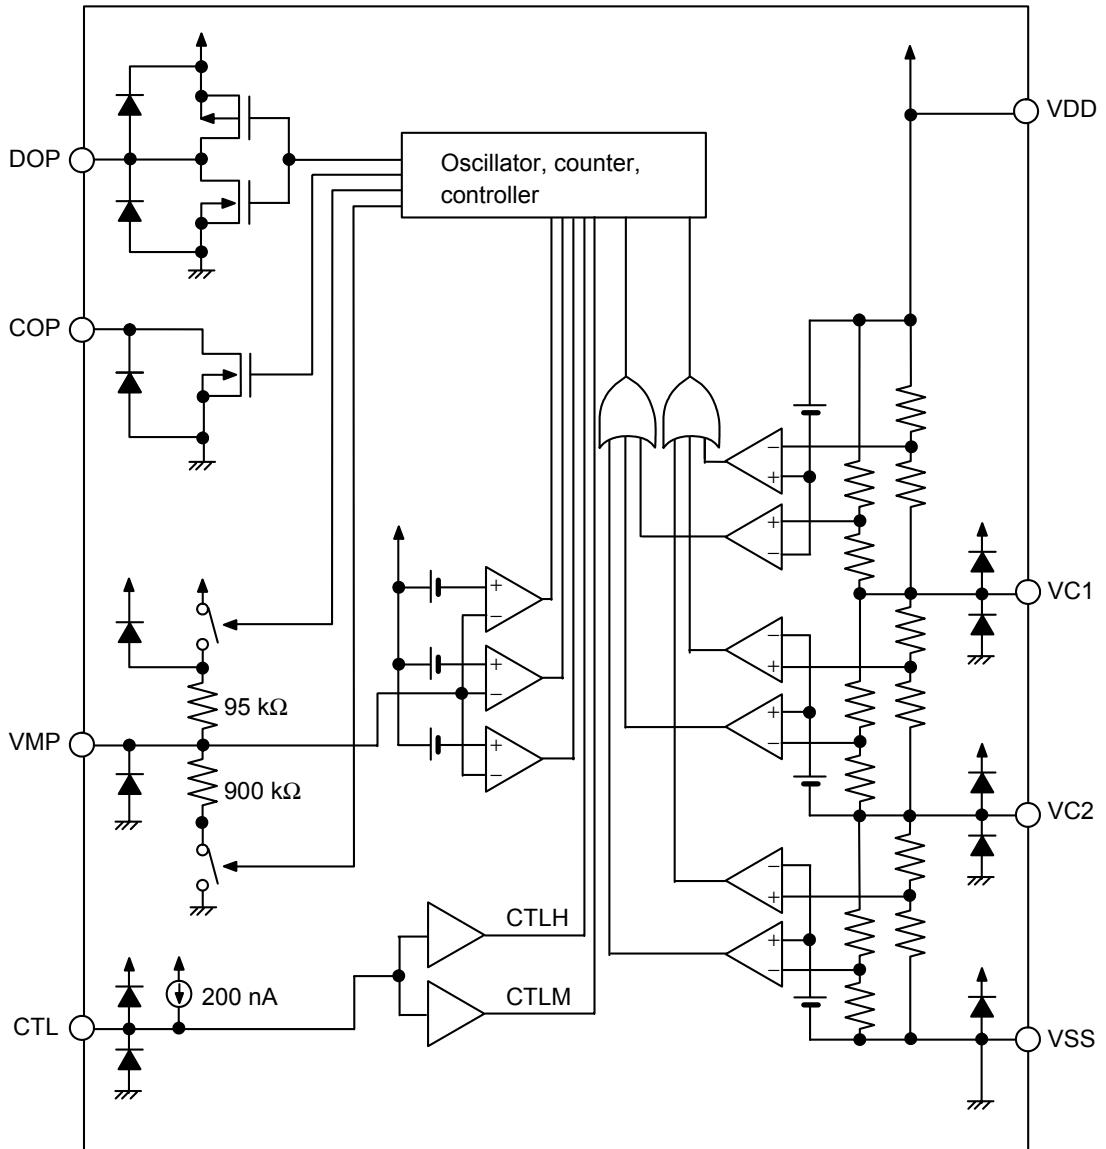 DOP
Oscillator, counter,
controller
VDD
COP
−
+
+
−
VC1
+
−
−
+
95 kΩ
+
−
−
+
VMP
900 kΩ
+
−
VC2
−
+
CTLH
+
−
200 nA
CTLM
CTL
VSS